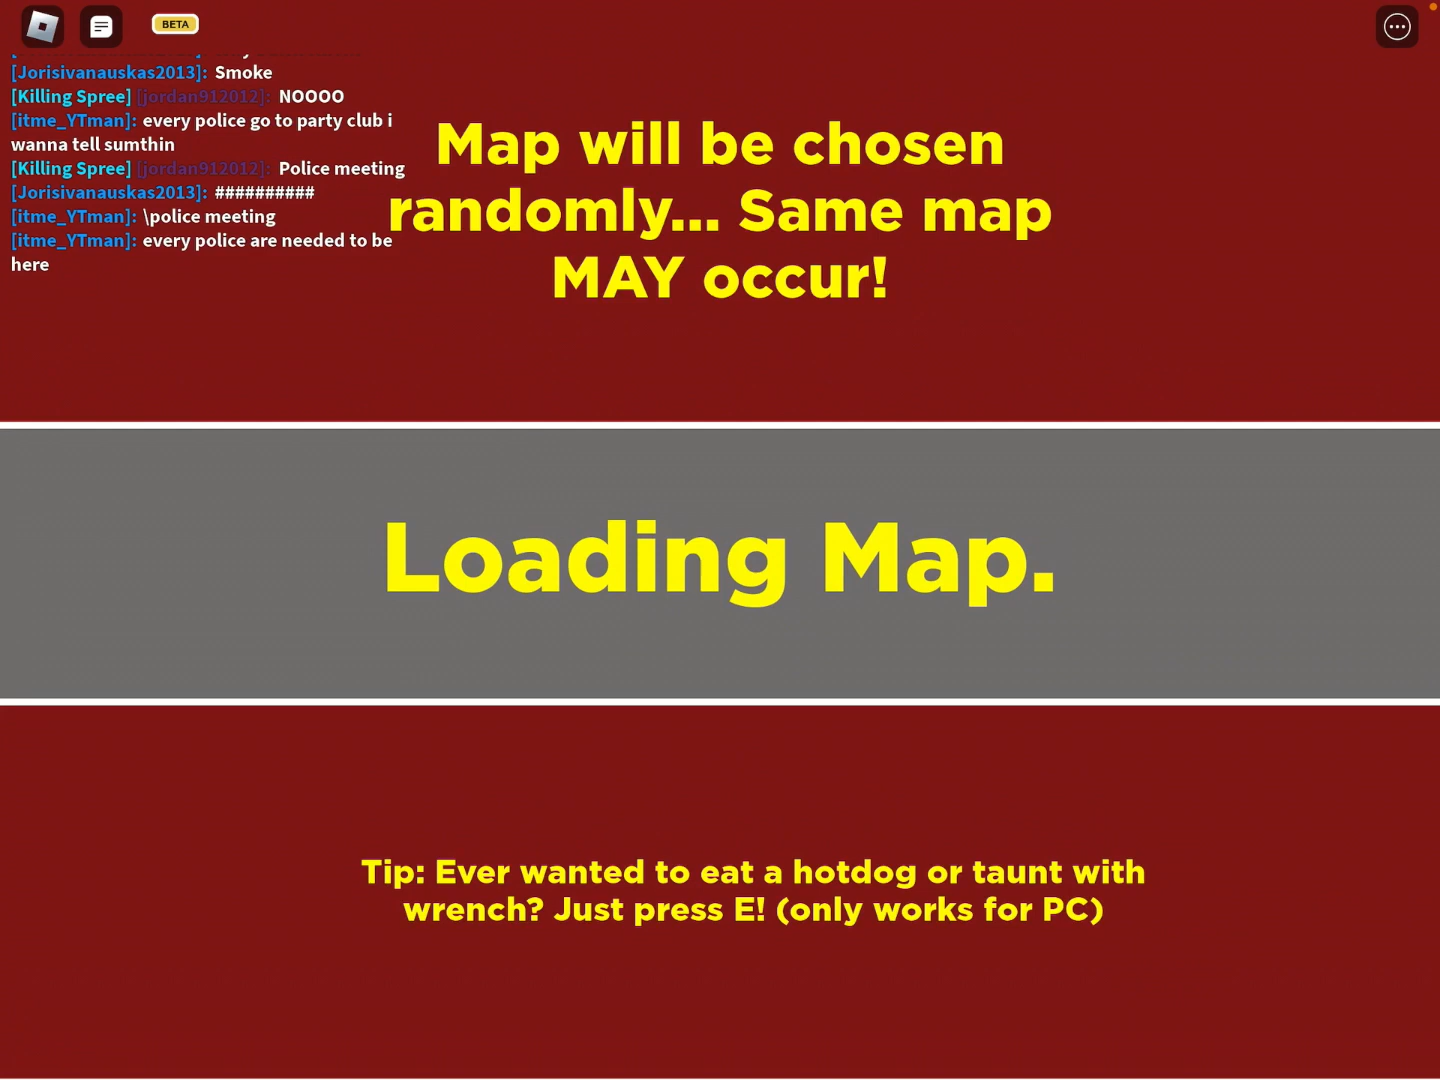 BETA
[Jorisivanauskas2013]: Smoke
[Killing Spree] [jordan912012]: NOOOO
[itme_YTman]: every police go to party club i
wanna tell sumthin
[Killing Spree] [jordan912012]: Police meeting
[Jorisivanauskas2013]: ##########
[itme_YTman]: \police meeting
[itme_YTman]: every police are needed to be
here
Map will be chosen
randomly... Same map
MAY occur!
Loading Map.
Tip: Ever wanted to eat a hotdog or taunt with
wrench? Just press E! (only works for PC)